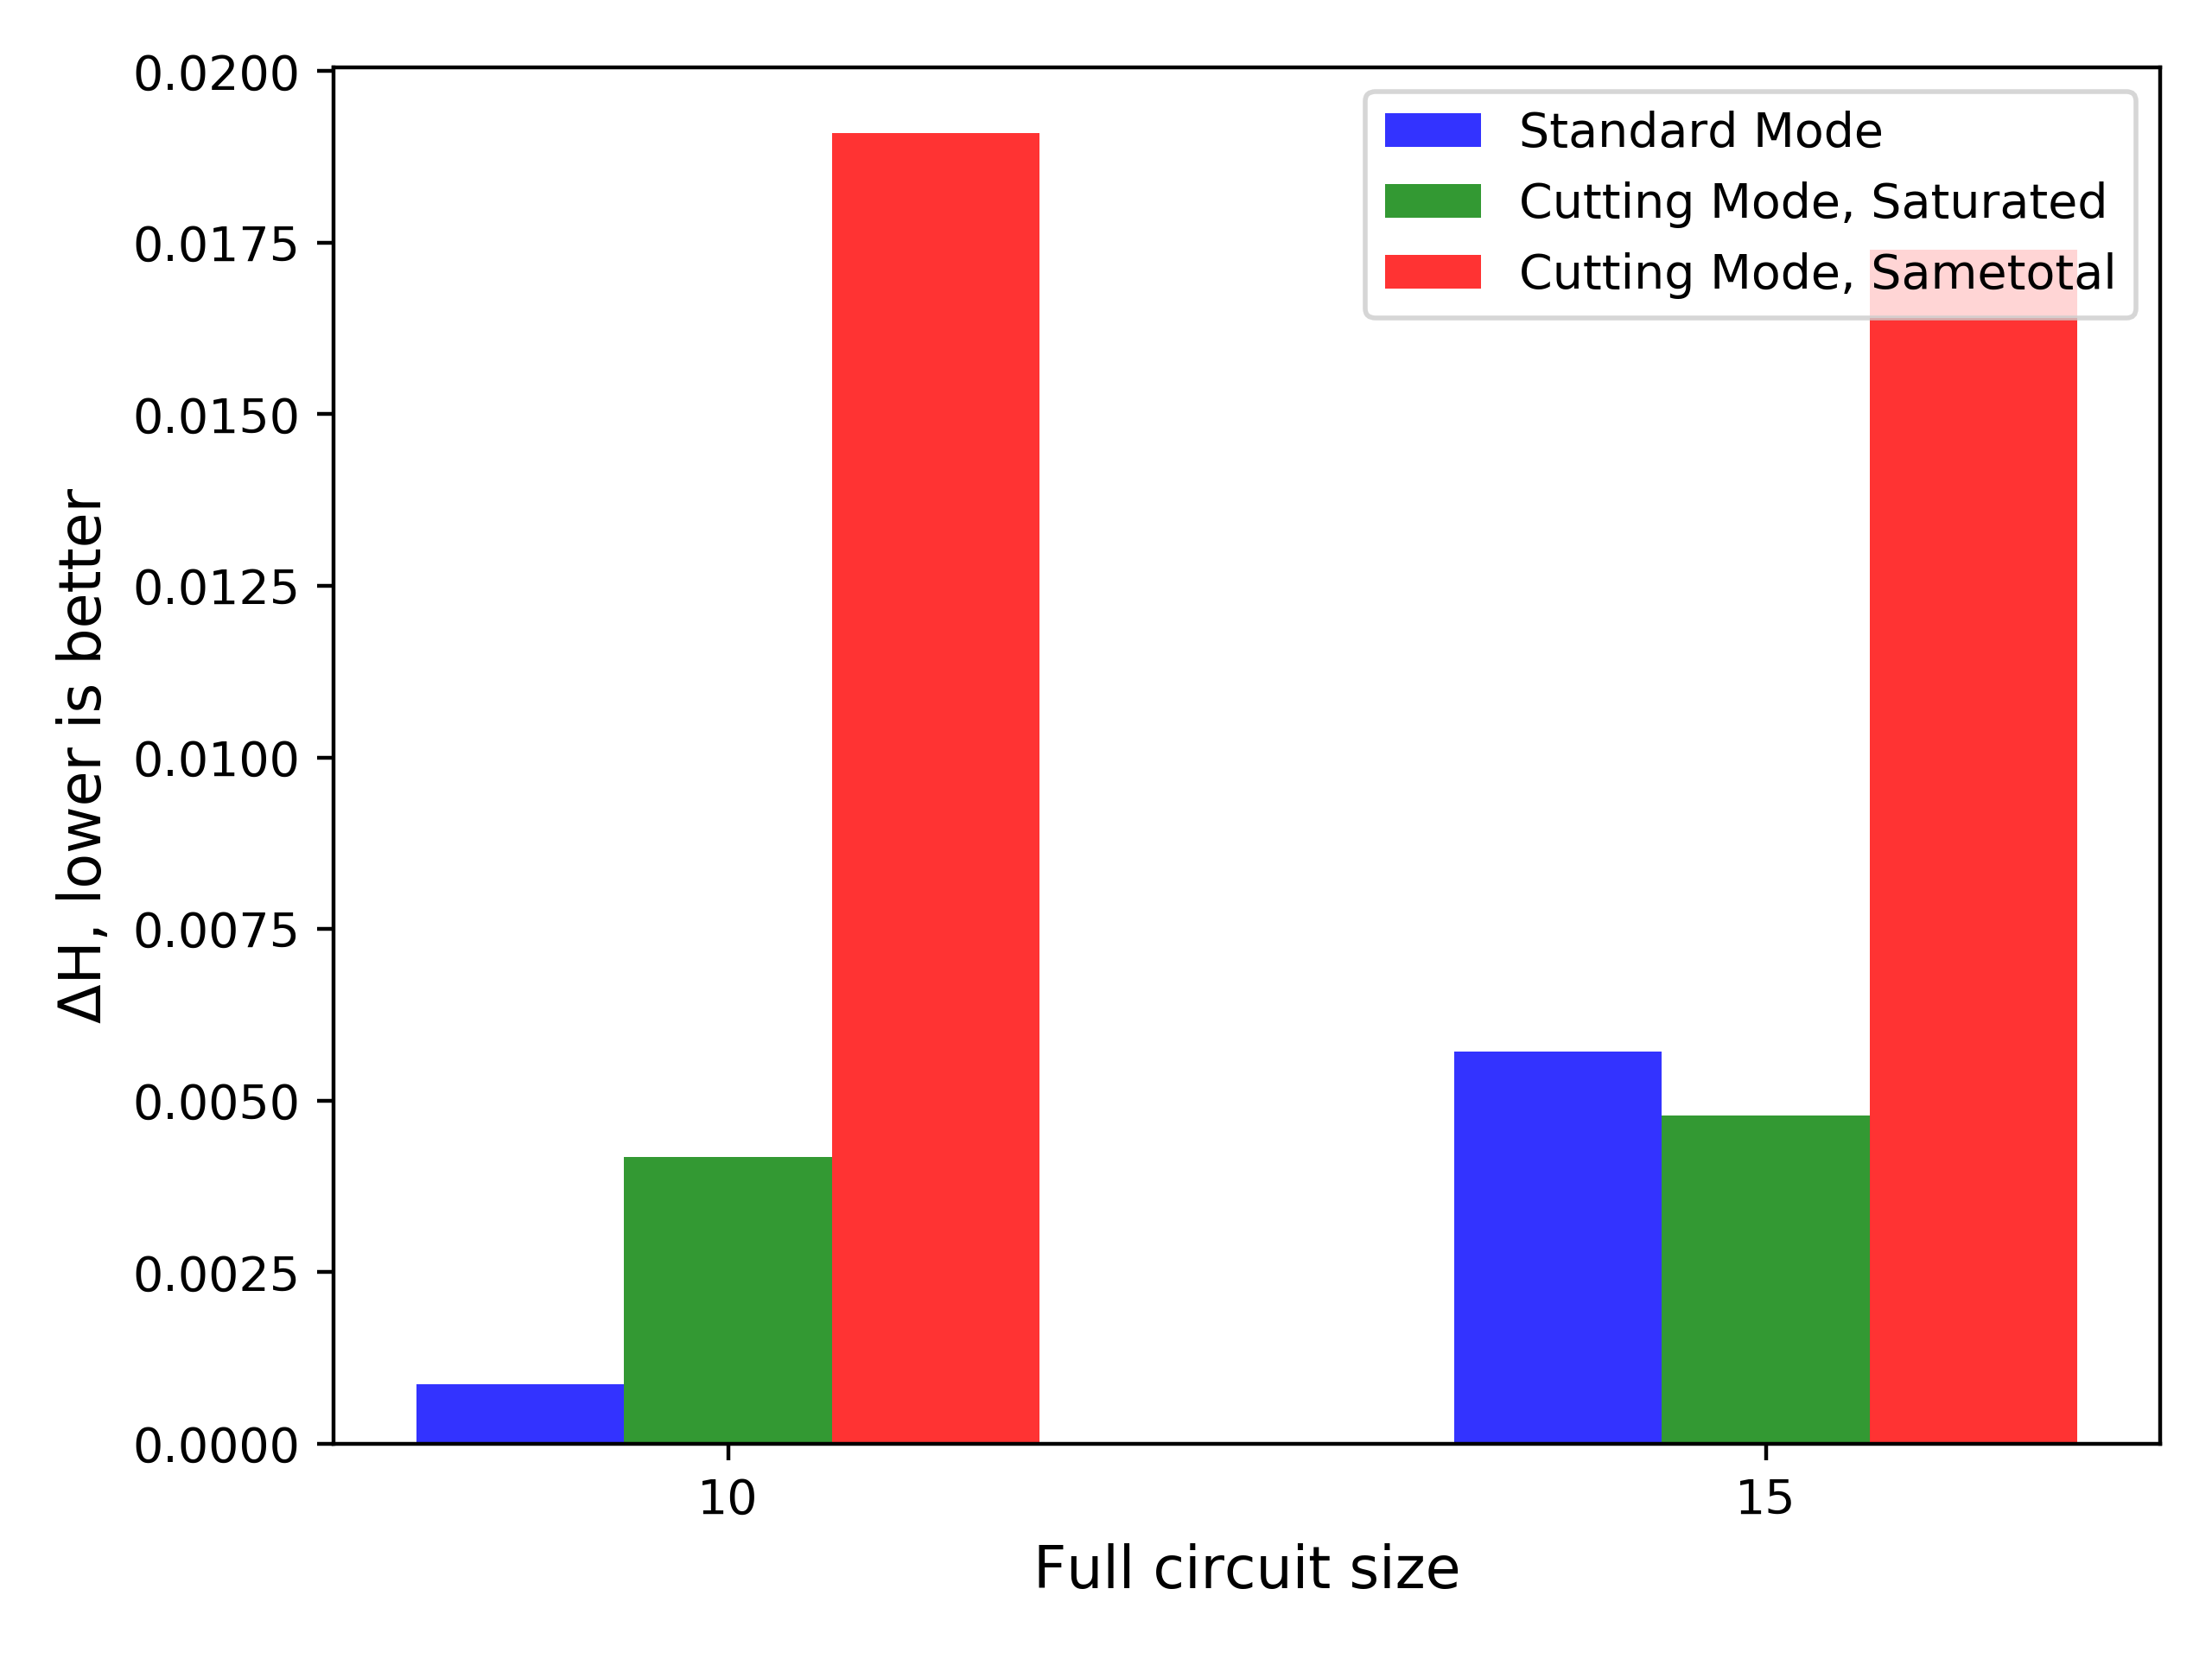 0.0200
0.0175
0.0150
0.0125
0.0100
0.0075
0.0050
0.0025
0.0000
ΔH, lower is better
Standard Mode
Cutting Mode, Saturated
Cutting Mode, Sametotal
10
15
Full circuit size